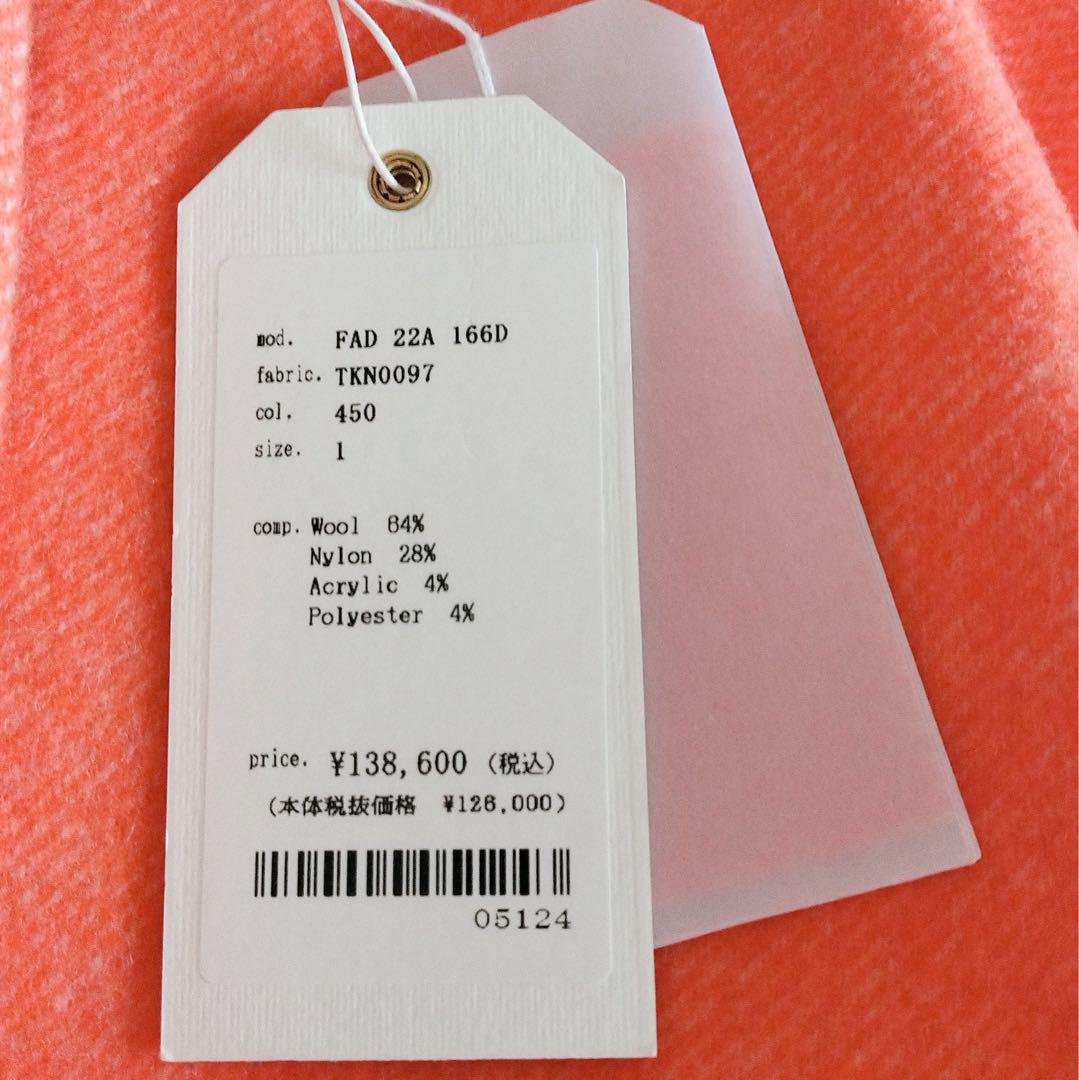 mod. FAD 22A 166D
fabric. TKN0097
col. 450
size. 1
comp. Wool 64%
Nylon 28%
Acrylic 4%
Polyester 4%
price. ¥138,600 (税込)
(本体税抜価格 ¥126,000)
05124